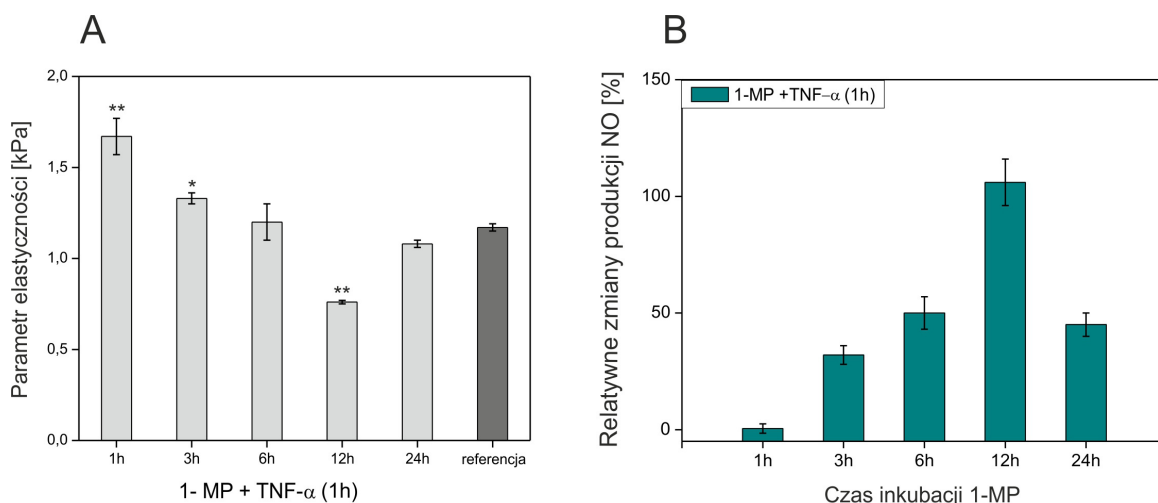 A
Parametr elastyczności [kPa]
2,0
1,5
1,0
0,5
0,0
**
*
**
1h 3h 6h 12h 24h referencja
1- MP + TNF-α (1h)
B
Relatywne zmiany produkcji NO [%]
150
100
50
0
1-MP +TNF-α (1h)
1h 3h 6h 12h 24h
Czas inkubacji 1-MP